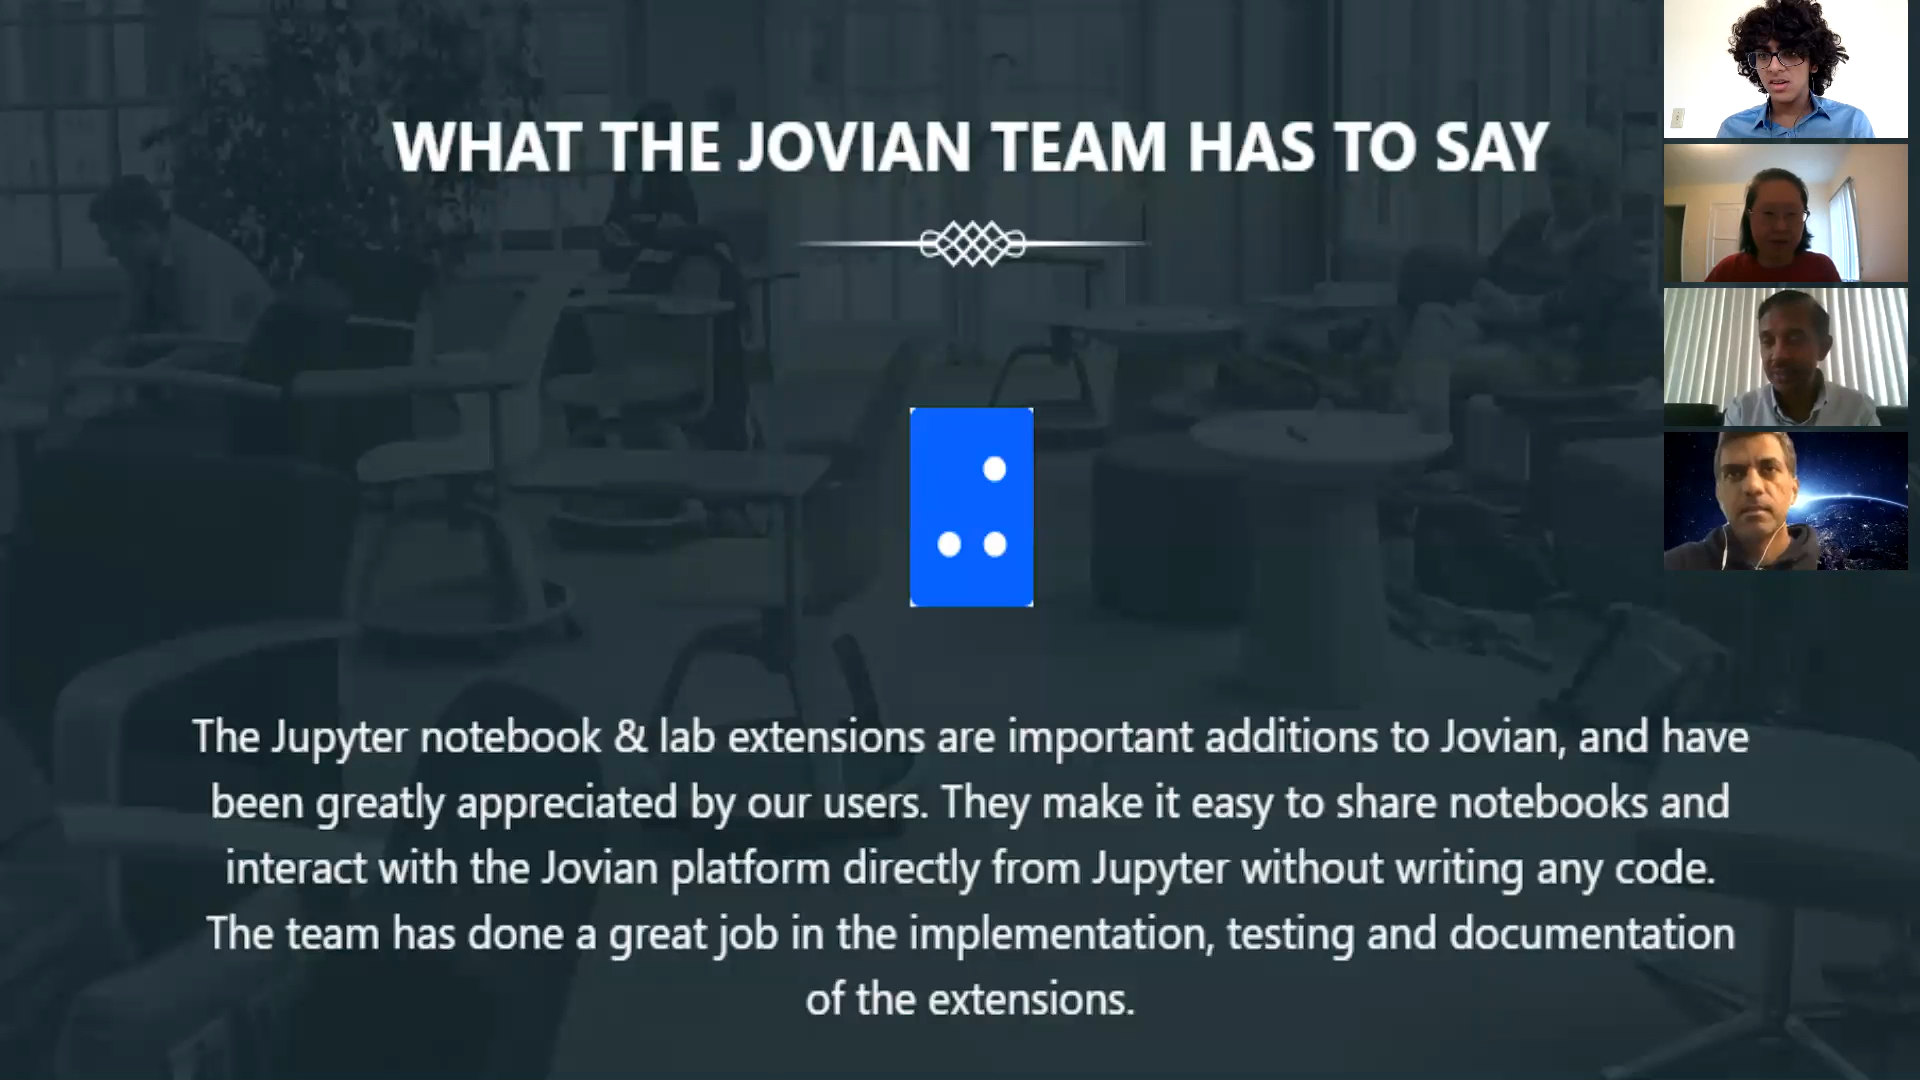 WHAT THE JOVIAN TEAM HAS TO SAY
The Jupyter notebook & lab extensions are important additions to Jovian, and have
been greatly appreciated by our users. They make it easy to share notebooks and
interact with the Jovian platform directly from Jupyter without writing any code.
The team has done a great job in the implementation, testing and documentation
of the extensions.